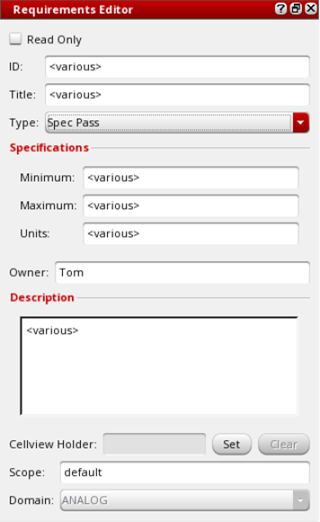 Requirements Editor
Read Only
ID: <various>
Title: <various>
Type: Spec Pass
Specifications
Minimum: <various>
Maximum: <various>
Units: <various>
Owner: Tom
Description
<various>
Cellview Holder: Set Clear
Scope: default
Domain: ANALOG